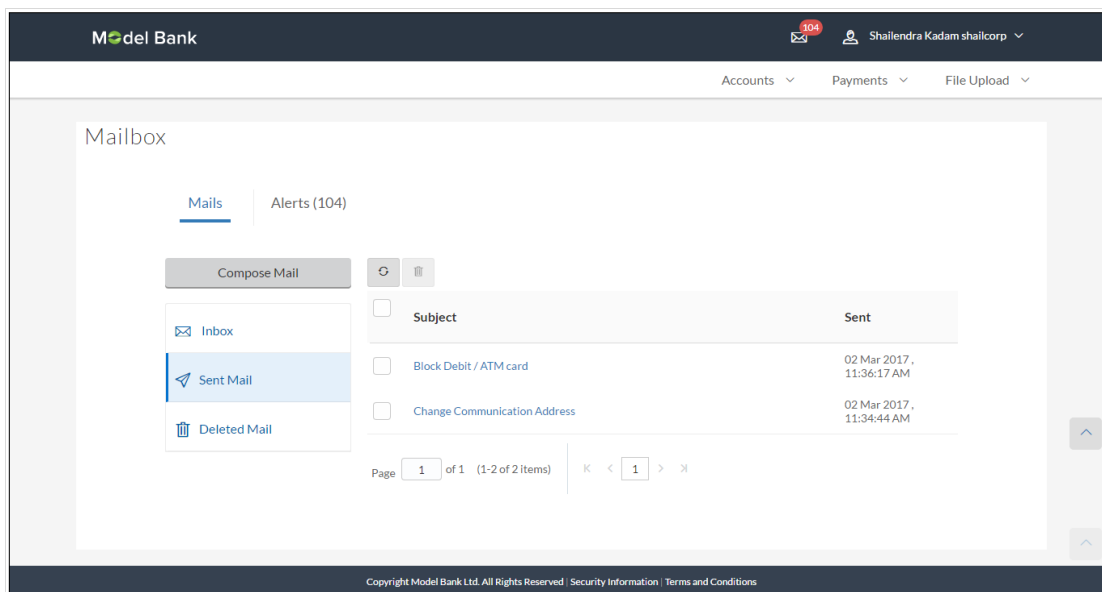 Model Bank
104
Shailendra Kadam shailcorp
Accounts Payments File Upload
Mailbox
Mails Alerts (104)
Compose Mail
Inbox
Sent Mail
Deleted Mail
Subject Sent
Block Debit / ATM card 02 Mar 2017 ,
11:36:17 AM
Change Communication Address 02 Mar 2017 ,
11:34:44 AM
Page 1 of 1 (1-2 of 2 items) 1
Copyright Model Bank Ltd. All Rights Reserved | Security Information | Terms and Conditions